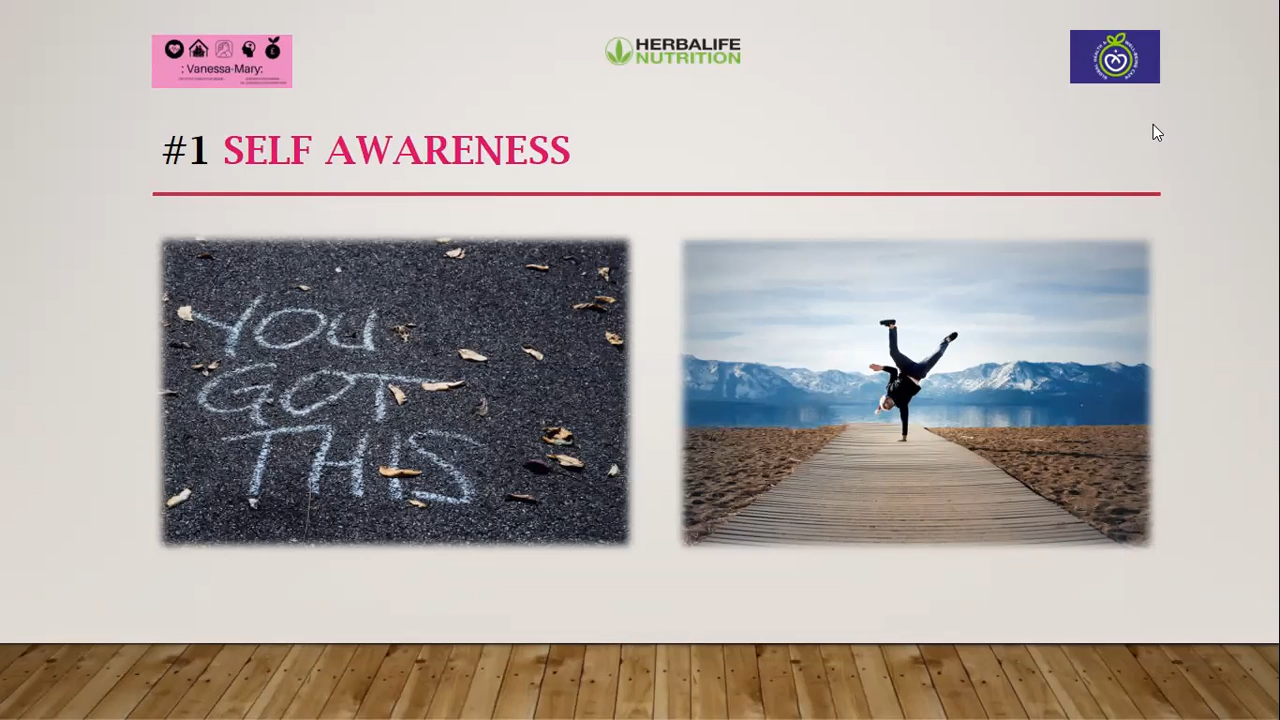 : Vanessa-Mary:
HERBALIFE
NUTRITION
#1 SELF AWARENESS
YOU
GOT
THIS